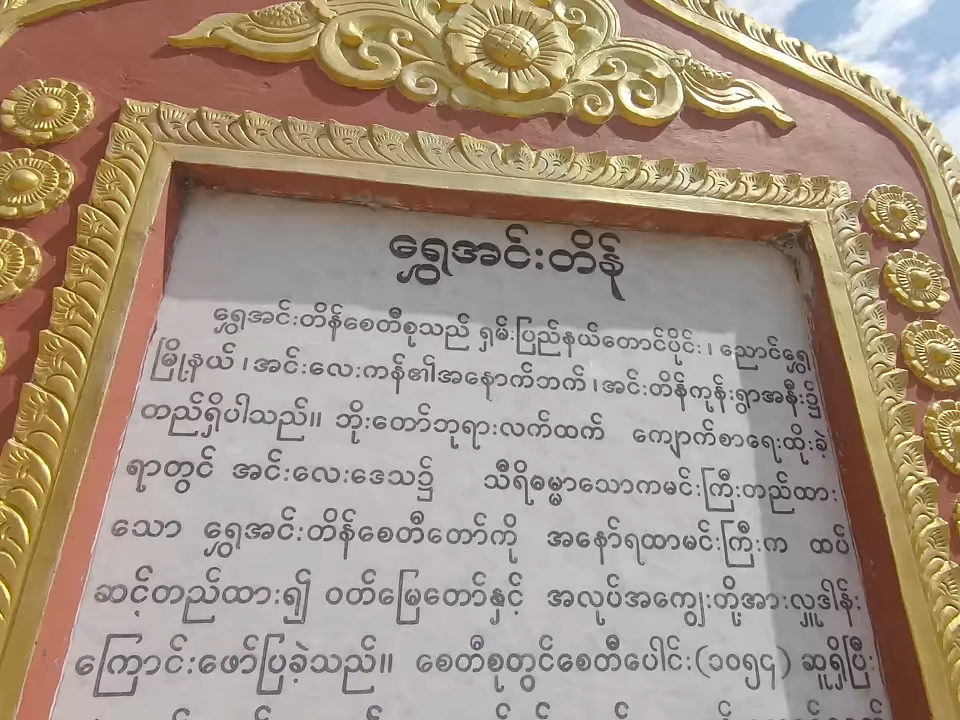 ရွှေအင်းတိန်
ရွှေအင်းတိန်စေတီစုသည် ရှမ်းပြည်နယ်တောင်ပိုင်း ၊ ညောင်ရွှေ
မြို့နယ် ၊ အင်းလေးကန်၏အနောက်ဘက် ၊ အင်းတိန်ကုန်းရွာအနီး၌
တည်ရှိပါသည်။ ဘိုးတော်ဘုရားလက်ထက် ကျောက်စာရေးထိုးခဲ့
ရာတွင် အင်းလေးဒေသ၌ သီရိဓမ္မာသောကမင်းကြီးတည်ထား
သော ရွှေအင်းတိန်စေတီတော်ကို အနော်ရထာမင်းကြီးက ထပ်
ဆင့်တည်ထား၍ ဝတ်မြေတော်နှင့် အလုပ်အကျွေးတို့အားလှူဒါန်း
ကြောင်းဖော်ပြခဲ့သည်။ စေတီစုတွင်စေတီပေါင်း(၁၀၅၄) ဆူရှိပြီး